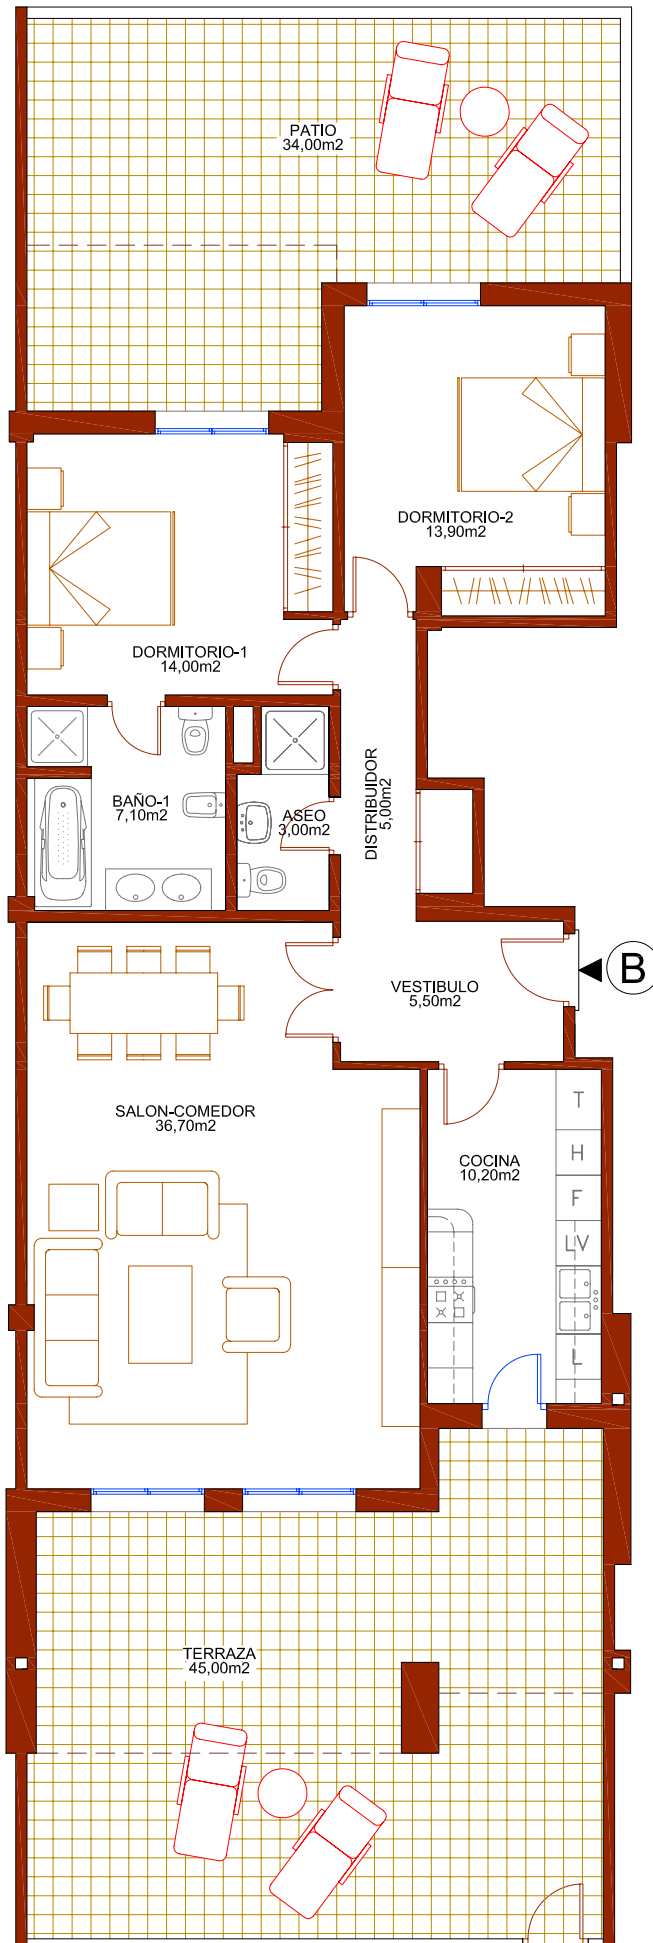 PATIO
34,00m2
DORMITORIO-2
13,90m2
DORMITORIO-1
14,00m2
BAÑO-1
7,10m2
ASEO
3,00m2
DISTRIBUIDOR
5,00m2
VESTIBULO
5,50m2
B
SALON-COMEDOR
36,70m2
COCINA
10,20m2
T
H
F
LV
L
TERRAZA
45,00m2